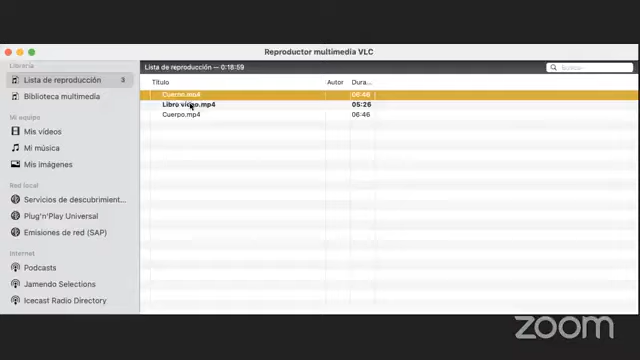 Reproductor multimedia VLC
Librería
Lista de reproducción 3
Biblioteca multimedia
Mi equipo
Mis vídeos
Mi música
Mis imágenes
Red local
Servicios de descubrimient...
Plug'n'Play Universal
Emisiones de red (SAP)
Internet
Podcasts
Jamendo Selections
Icecast Radio Directory
Lista de reproducción — 0:18:59
Buscar
Título Autor Dura...
Cuerpo.mp4 06:46
Libro vídeo.mp4 05:26
Cuerpo.mp4 06:46
zoom